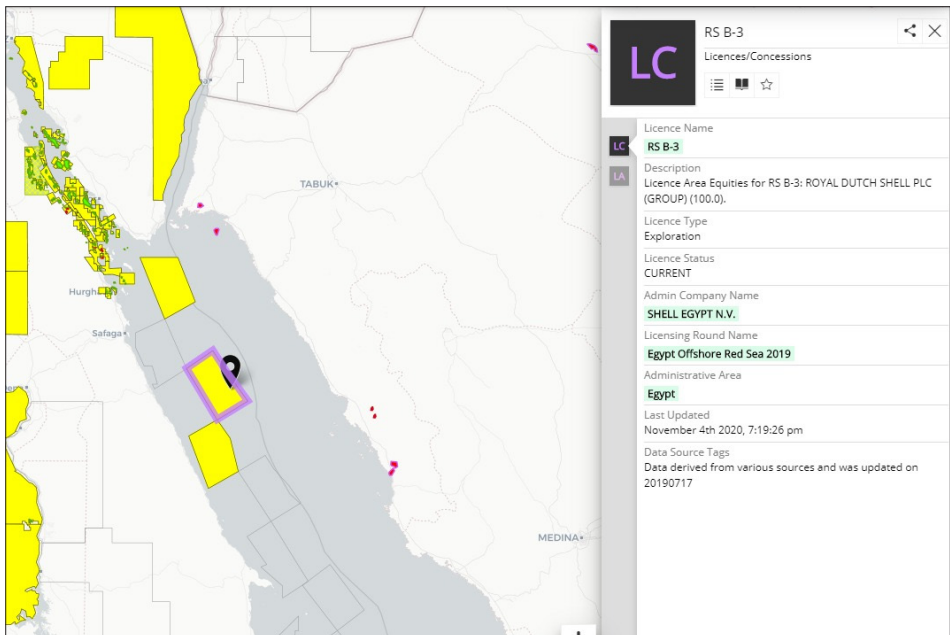 TABUK
Hurgh
Safaga
MEDINA
LC
RS B-3
Licences/Concessions
LC
LA
Licence Name
RS B-3
Description
Licence Area Equities for RS B-3: ROYAL DUTCH SHELL PLC
(GROUP) (100.0).
Licence Type
Exploration
Licence Status
CURRENT
Admin Company Name
SHELL EGYPT N.V.
Licensing Round Name
Egypt Offshore Red Sea 2019
Administrative Area
Egypt
Last Updated
November 4th 2020, 7:19:26 pm
Data Source Tags
Data derived from various sources and was updated on
20190717